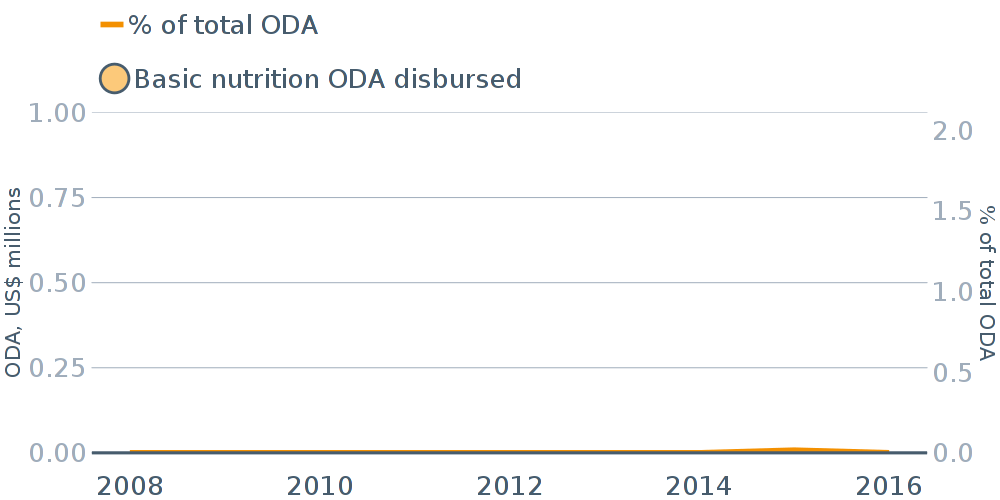 % of total ODA
Basic nutrition ODA disbursed
1.00
0.75
0.50
0.25
0.00
ODA, US$ millions
2.0
1.5
1.0
0.5
0.0
% of total ODA
2008 2010 2012 2014 2016